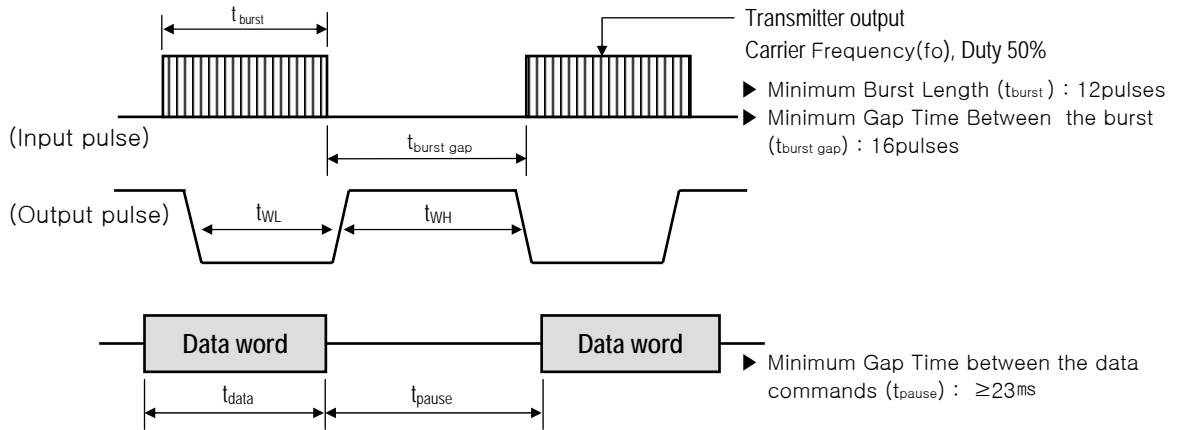 t burst
Transmitter output
Carrier Frequency(fo), Duty 50%
▶ Minimum Burst Length (tburst) : 12pulses
▶ Minimum Gap Time Between the burst
(tburst gap) : 16pulses
(Input pulse)
tburst gap
(Output pulse)
tWL
tWH
Data word
Data word
▶ Minimum Gap Time between the data
commands (tpause) : ≥23ms
tdata
tpause